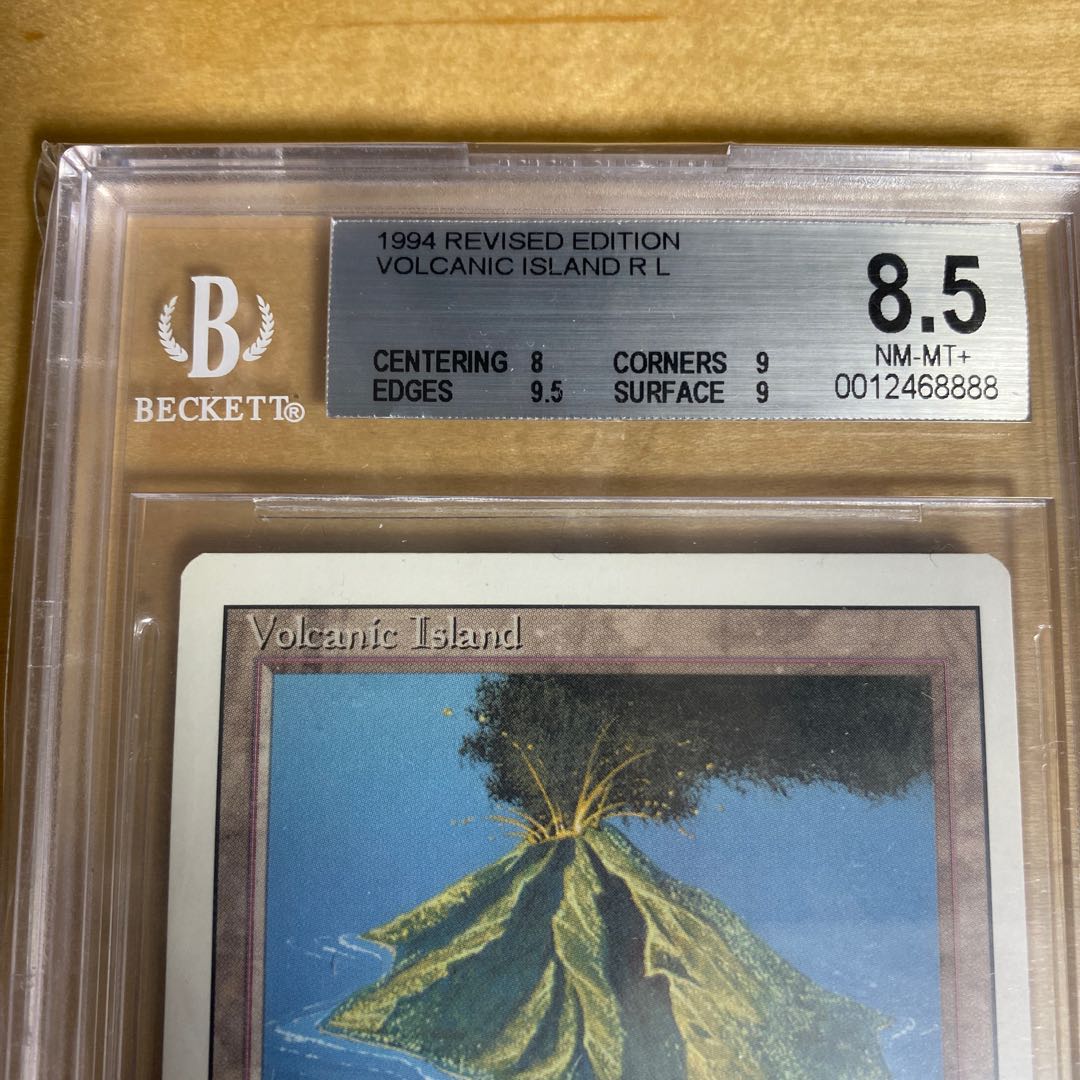 1994 REVISED EDITION
VOLCANIC ISLAND R L
8.5
CENTERING 8 CORNERS 9 NM-MT+
EDGES 9.5 SURFACE 9 0012468888
B
BECKETT®
Volcanic Island